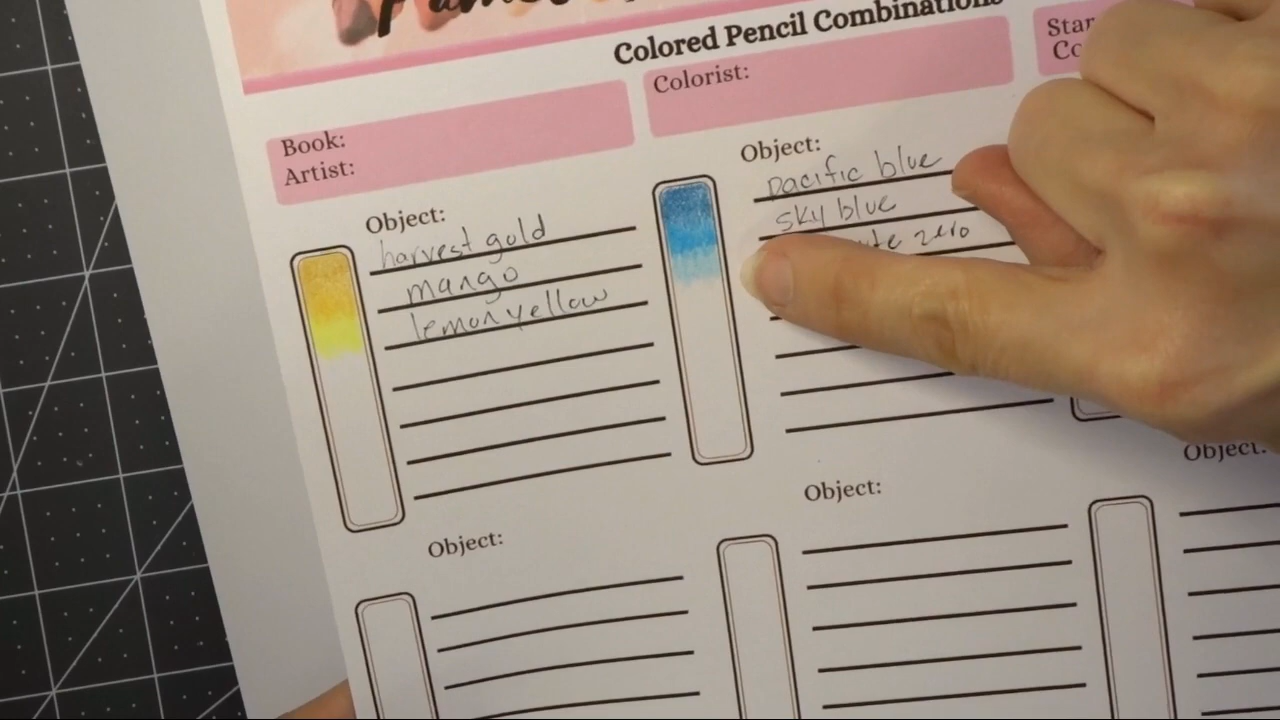 Colored Pencil Combinations
Book:
Artist:
Colorist:
Object:
harvest gold
mango
lemon yellow
Object:
pacific blue
sky blue
zero
Object:
Object:
Object: